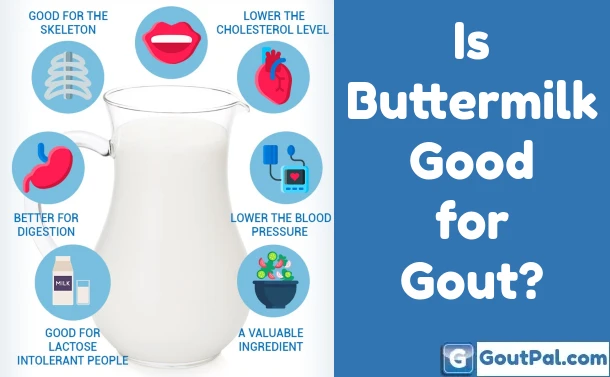 GOOD FOR THE
SKELETON
LOWER THE
CHOLESTEROL LEVEL
BETTER FOR
DIGESTION
LOWER THE BLOOD
PRESSURE
MILK
GOOD FOR
LACTOSE
INTOLERANT PEOPLE
A VALUABLE
INGREDIENT
Is
Buttermilk
Good
for
Gout?
G GoutPal.com